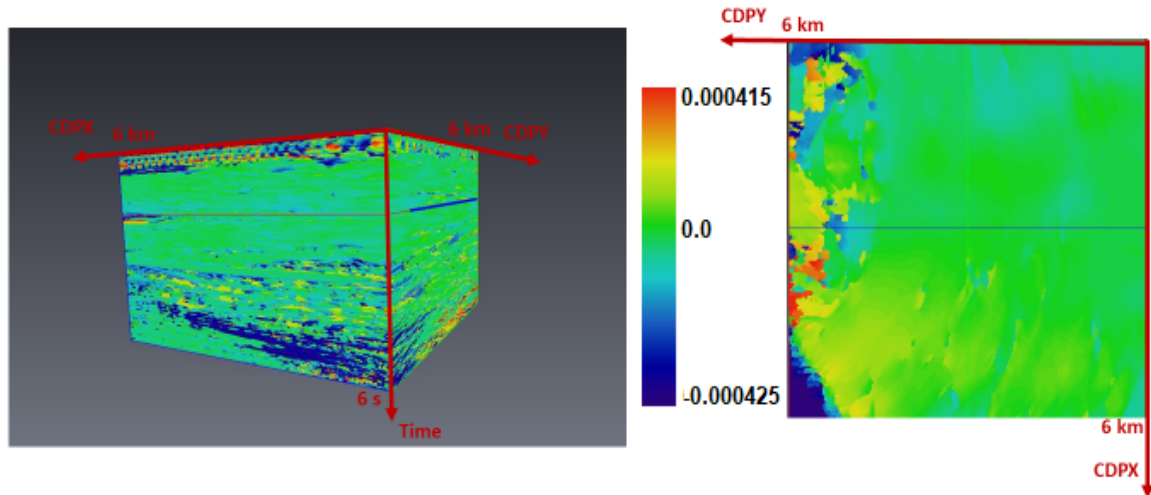 CDPX 6 km
6 km CDPY
6 s
Time
0.000415
0.0
-0.000425
CDPY 6 km
6 km
CDPX